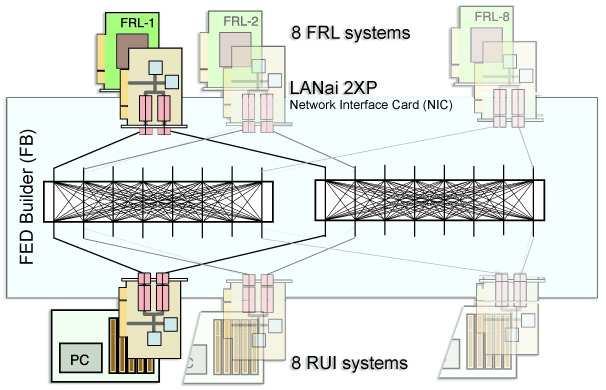 FRL-1
FRL-2
8 FRL systems
FRL-8
LANai 2XP
Network Interface Card (NIC)
FED Builder (FB)
PC
C
8 RUI systems